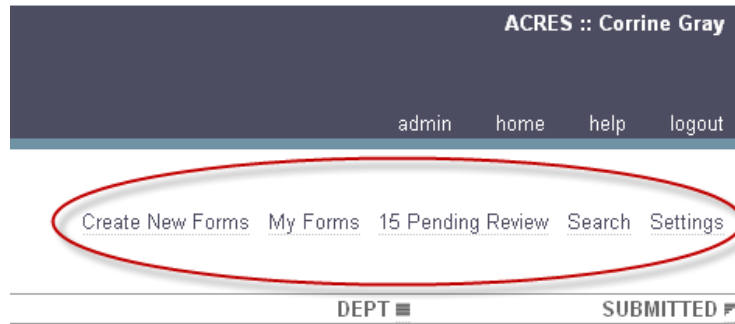 ACRES :: Corrine Gray
admin home help logout
Create New Forms My Forms 15 Pending Review Search Settings
DEPT SUBMITTED